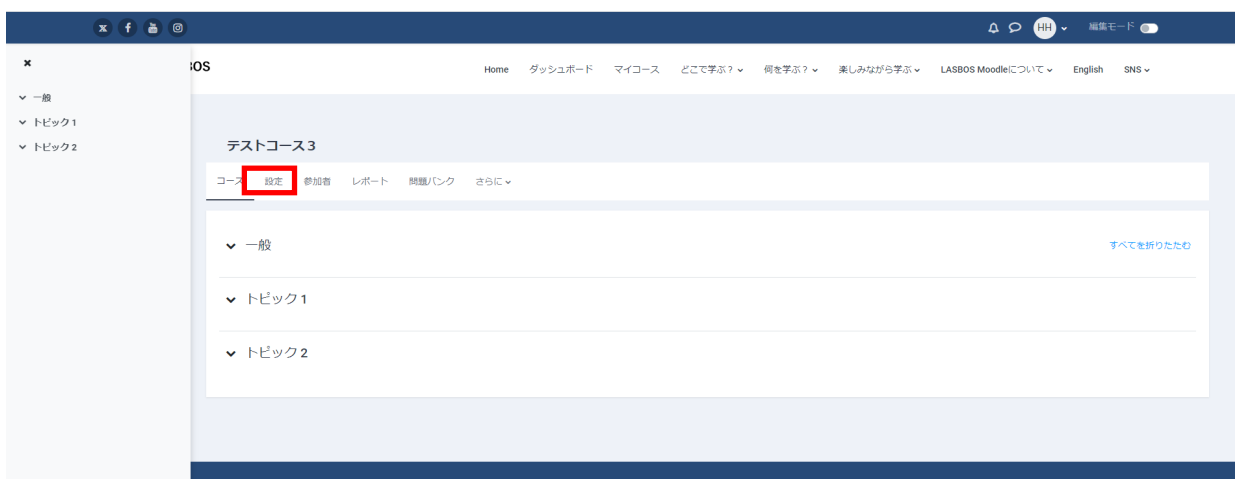 HH 編集モード
OS
Home ダッシュボード マイコース どこで学ぶ？ 何を学ぶ？ 楽しみながら学ぶ LASBOS Moodleについて English SNS
一般
トピック 1
トピック 2
テストコース 3
コース 設定 参加者 レポート 問題バンク さらに
一般 すべてを折りたたむ
トピック 1
トピック 2